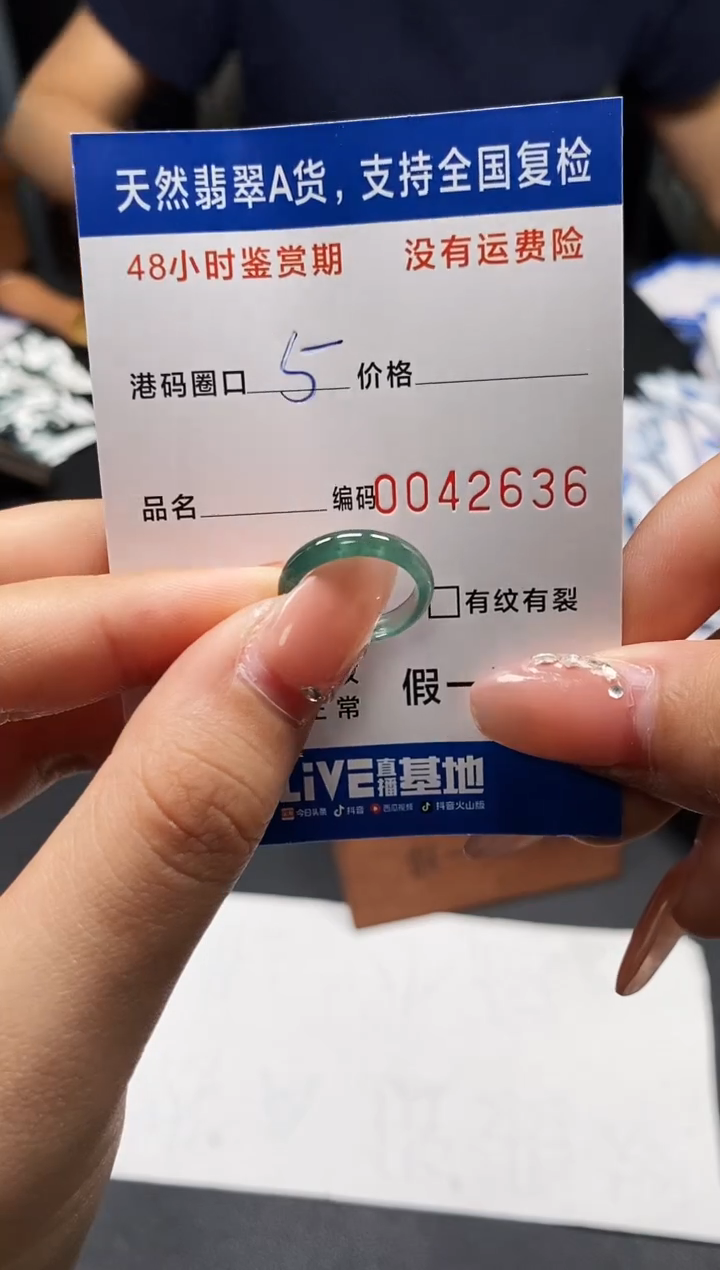 天然翡翠A货，支持全国复检
48小时鉴赏期 没有运费险
港码圈口 5 价格
品名 编码0042636
□有纹有裂
假一
常
LiVE直播基地
今日头条 抖音 西瓜视频 抖音火山版